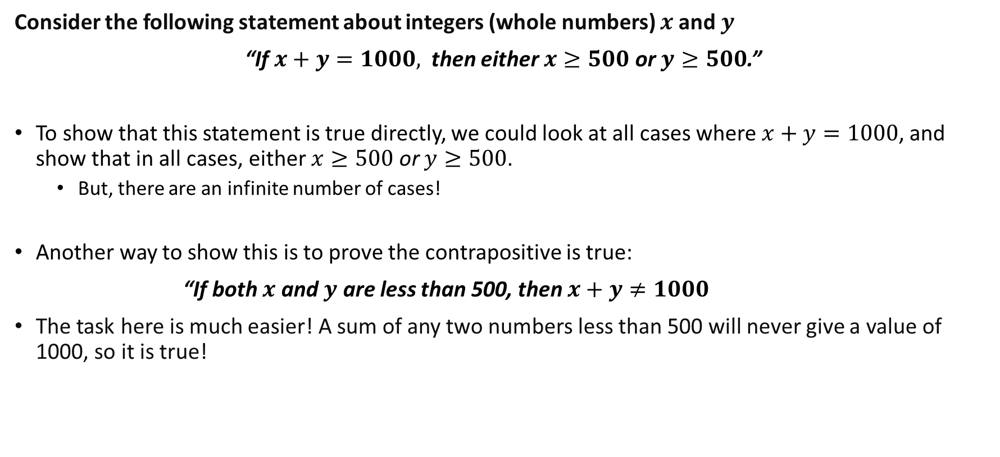 Consider the following statement about integers (whole numbers) x and y
“If x + y = 1000, then either x ≥ 500 or y ≥ 500.”
• To show that this statement is true directly, we could look at all cases where x + y = 1000, and
show that in all cases, either x ≥ 500 or y ≥ 500.
• But, there are an infinite number of cases!
• Another way to show this is to prove the contrapositive is true:
“If both x and y are less than 500, then x + y ≠ 1000
• The task here is much easier! A sum of any two numbers less than 500 will never give a value of
1000, so it is true!